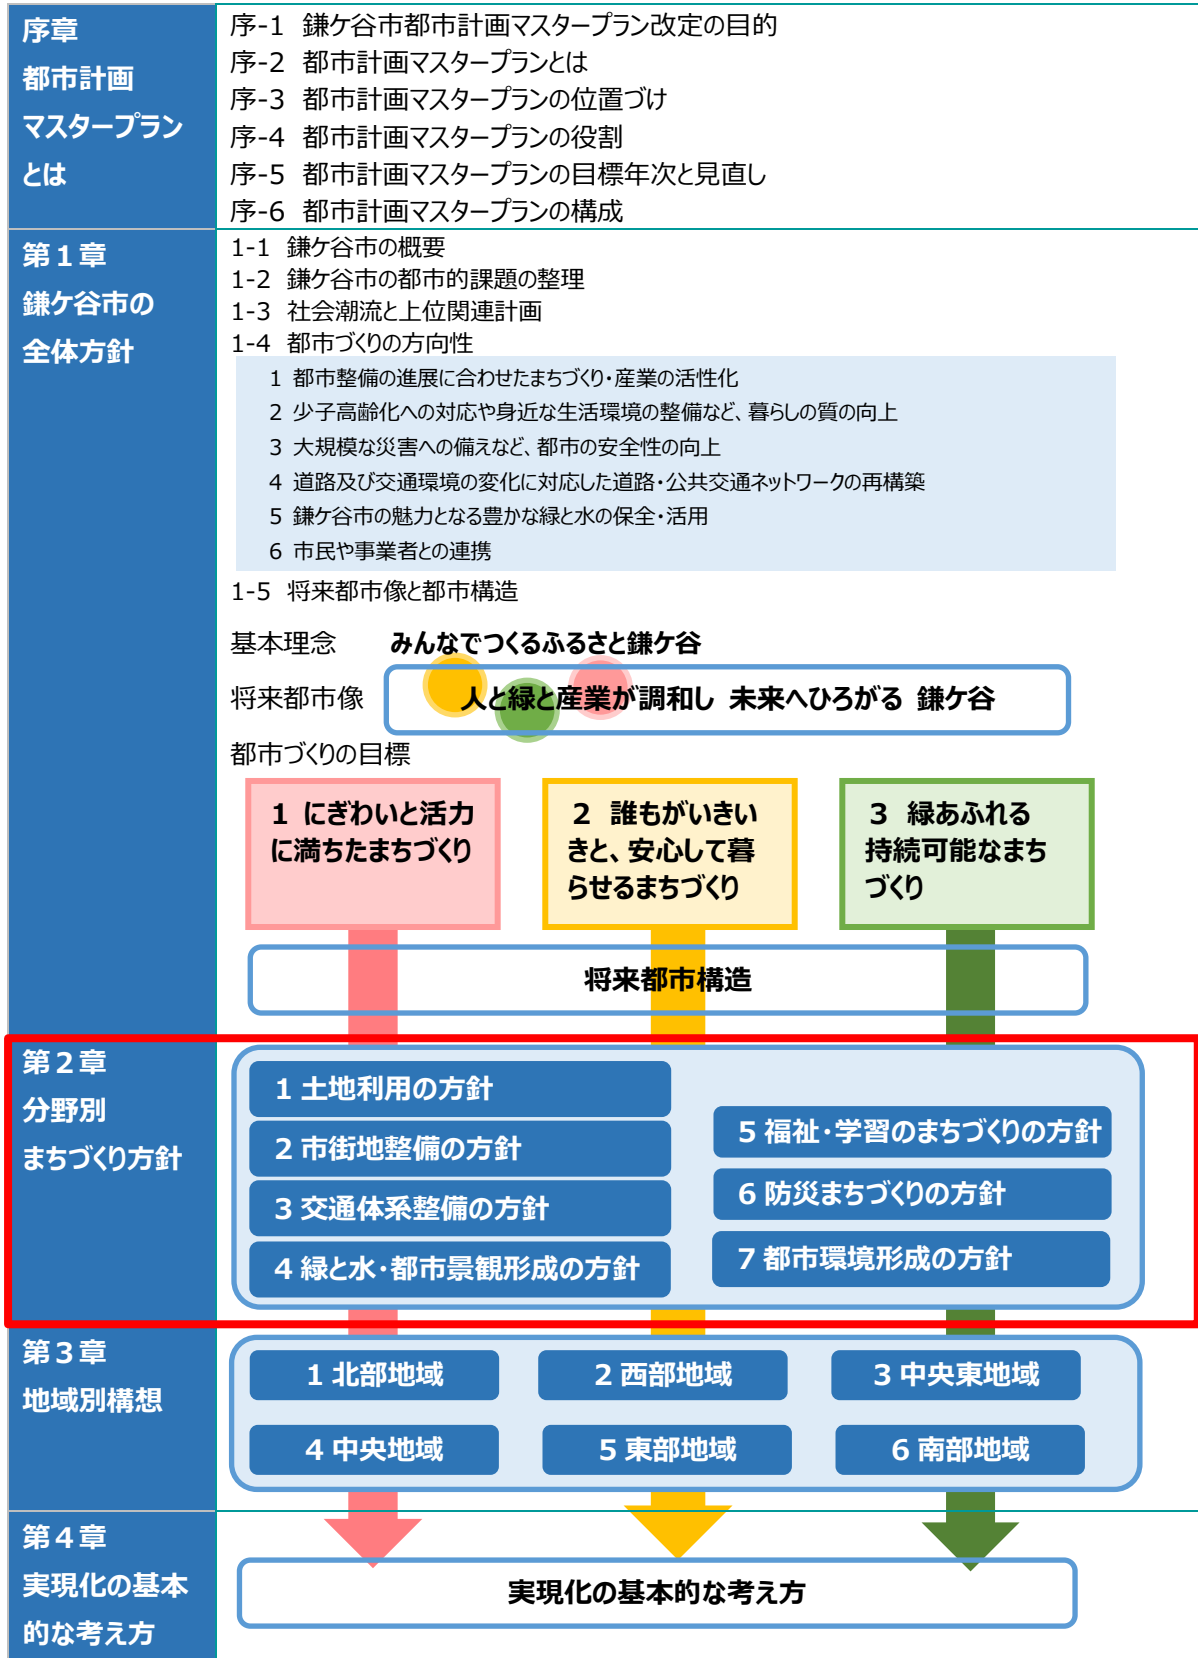 序章
都市計画
マスタープラン
とは
序-1 鎌ケ谷市都市計画マスタープラン改定の目的
序-2 都市計画マスタープランとは
序-3 都市計画マスタープランの位置づけ
序-4 都市計画マスタープランの役割
序-5 都市計画マスタープランの目標年次と見直し
序-6 都市計画マスタープランの構成
第1章
鎌ケ谷市の
全体方針
1-1 鎌ケ谷市の概要
1-2 鎌ケ谷市の都市的課題の整理
1-3 社会潮流と上位関連計画
1-4 都市づくりの方向性
1 都市整備の進展に合わせたまちづくり・産業の活性化
2 少子高齢化への対応や身近な生活環境の整備など、暮らしの質の向上
3 大規模な災害への備えなど、都市の安全性の向上
4 道路及び交通環境の変化に対応した道路・公共交通ネットワークの再構築
5 鎌ケ谷市の魅力となる豊かな緑と水の保全・活用
6 市民や事業者との連携
1-5 将来都市像と都市構造
基本理念 みんなでつくるふるさと鎌ケ谷
将来都市像 人と緑と産業が調和し 未来へひろがる 鎌ケ谷
都市づくりの目標
1 にぎわいと活力
に満ちたまちづくり
2 誰もがいきい
きと、安心して暮
らせるまちづくり
3 緑あふれる
持続可能なまち
づくり
将来都市構造
第2章
分野別
まちづくり方針
1 土地利用の方針
2 市街地整備の方針
3 交通体系整備の方針
4 緑と水・都市景観形成の方針
5 福祉・学習のまちづくりの方針
6 防災まちづくりの方針
7 都市環境形成の方針
第3章
地域別構想
1 北部地域
2 西部地域
3 中央東地域
4 中央地域
5 東部地域
6 南部地域
第4章
実現化の基本
的な考え方
実現化の基本的な考え方